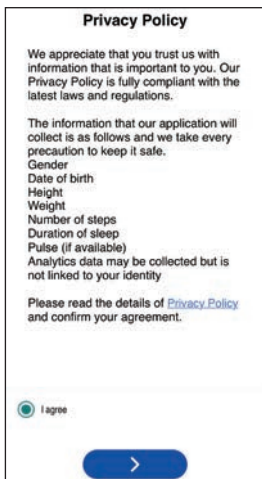 Privacy Policy
We appreciate that you trust us with
information that is important to you. Our
Privacy Policy is fully compliant with the
latest laws and regulations.
The information that our application will
collect is as follows and we take every
precaution to keep it safe.
Gender
Date of birth
Height
Weight
Number of steps
Duration of sleep
Pulse (if available)
Analytics data may be collected but is
not linked to your identity
Please read the details of Privacy Policy
and confirm your agreement.
I agree